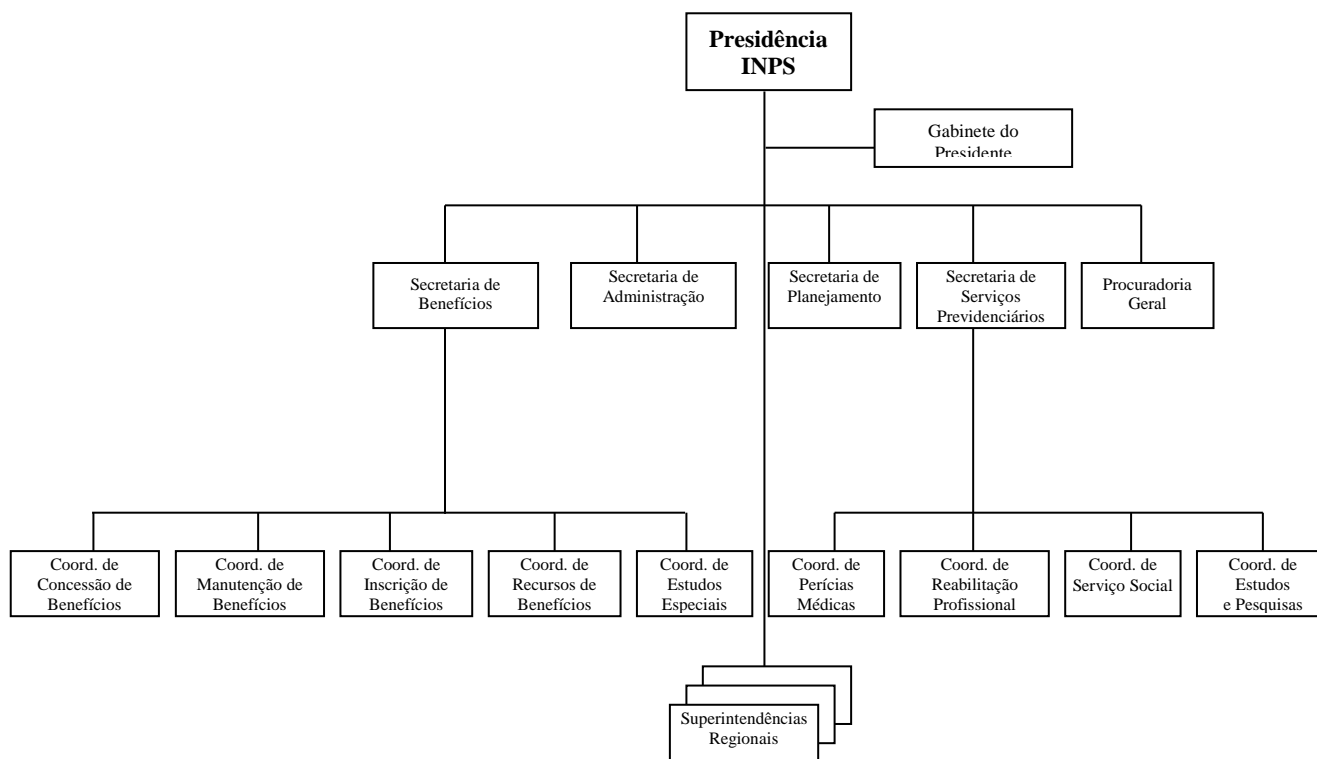 Presidência
INPS
Gabinete do
Presidente
Secretaria de
Benefícios
Secretaria de
Administração
Secretaria de
Planejamento
Secretaria de
Serviços
Previdenciários
Procuradoria
Geral
Coord. de
Concessão de
Benefícios
Coord. de
Manutenção de
Benefícios
Coord. de
Inscrição de
Benefícios
Coord. de
Recursos de
Benefícios
Coord. de
Estudos
Especiais
Coord. de
Perícias
Médicas
Coord. de
Reabilitação
Profissional
Coord. de
Serviço Social
Coord. de
Estudos
e Pesquisas
Superintendências
Regionais